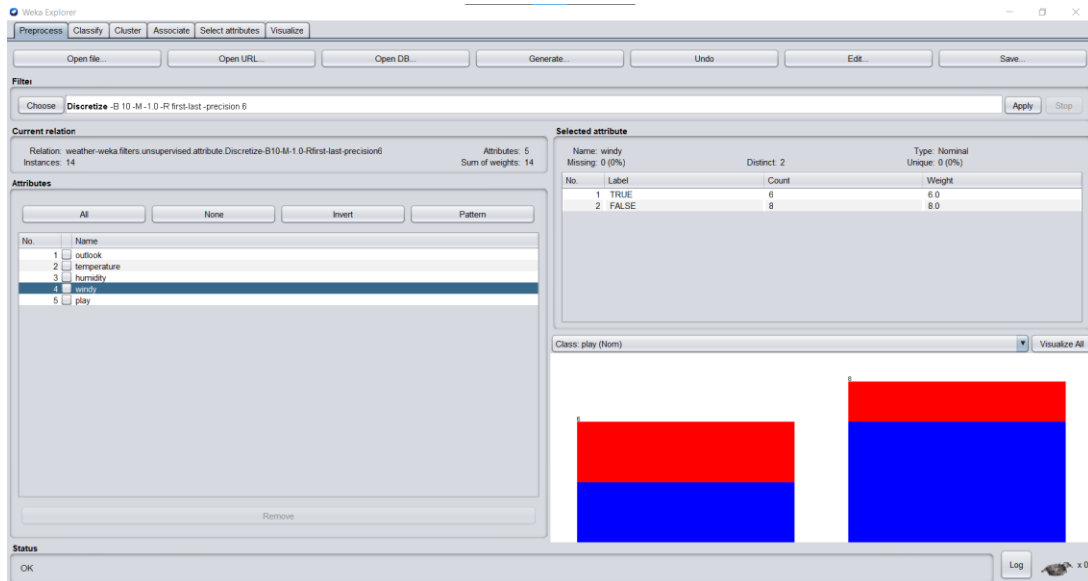 Weka Explorer
Preprocess Classify Cluster Associate Select attributes Visualize
Open file... Open URL... Open DB... Generate... Undo Edit... Save...
Filter
Choose Discretize -B 10 -M -1.0 -R first-last -precision 6 Apply Stop
Current relation
Relation: weather-weka.filters.unsupervised.attribute.Discretize-B10-M-1.0-Rfirst-last-precision6 Attributes: 5
Instances: 14 Sum of weights: 14
Selected attribute
Name: windy Type: Nominal
Missing: 0 (0%) Distinct: 2 Unique: 0 (0%)
No. Label Count Weight
1 TRUE 6 6.0
2 FALSE 8 8.0
Attributes
All None Invert Pattern
No. Name
1 outlook
2 temperature
3 humidity
4 windy
5 play
Remove
Class: play (Nom) Visualize All
6
8
Status
OK Log x 0